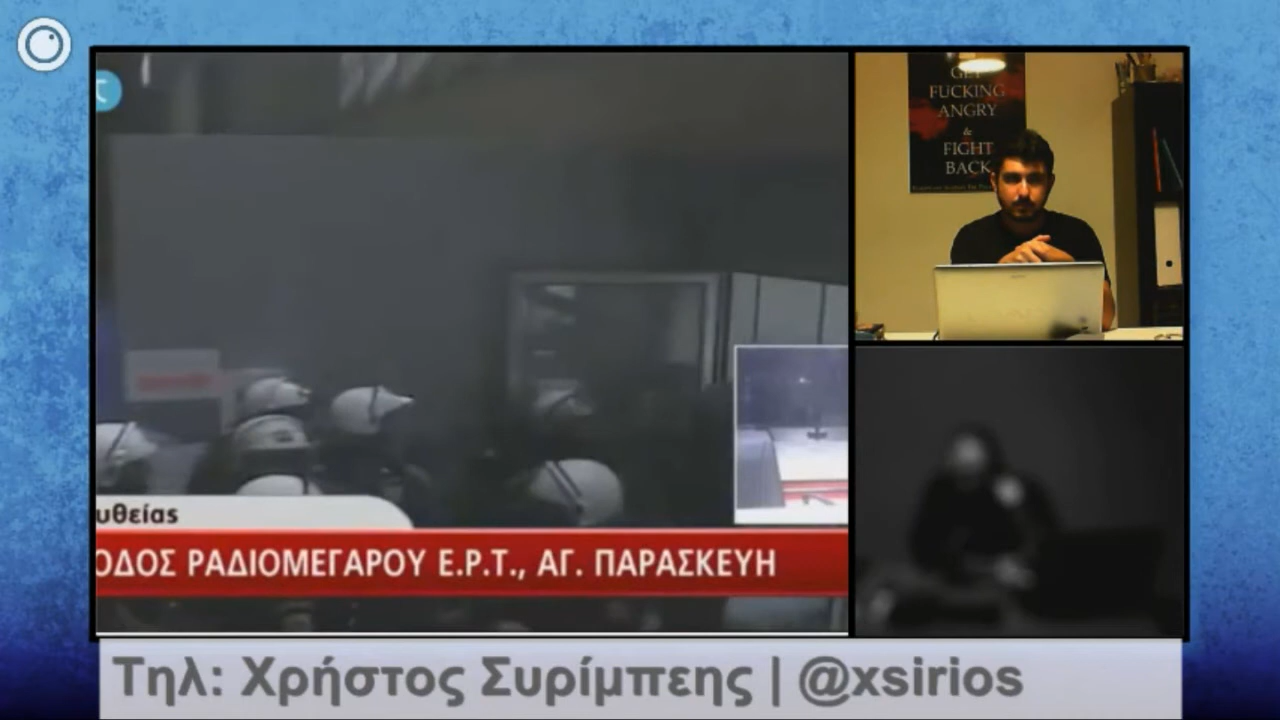 GET
FUCKING
ANGRY
&
FIGHT
BACK
υθείας
ΟΔΟΣ ΡΑΔΙΟΜΕΓΑΡΟΥ Ε.Ρ.Τ., ΑΓ. ΠΑΡΑΣΚΕΥΗ
Τηλ: Χρήστος Συρίμπεης | @xsirios